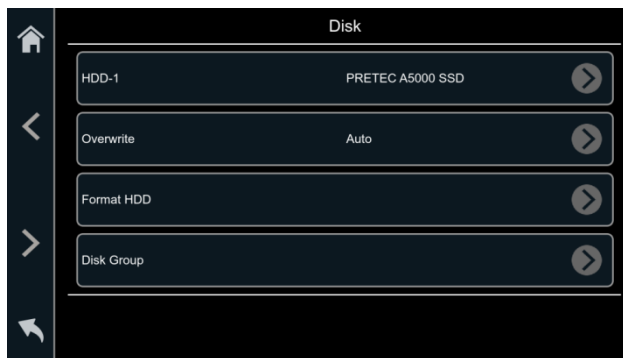 Disk
HDD-1 PRETEC A5000 SSD
Overwrite Auto
Format HDD
Disk Group